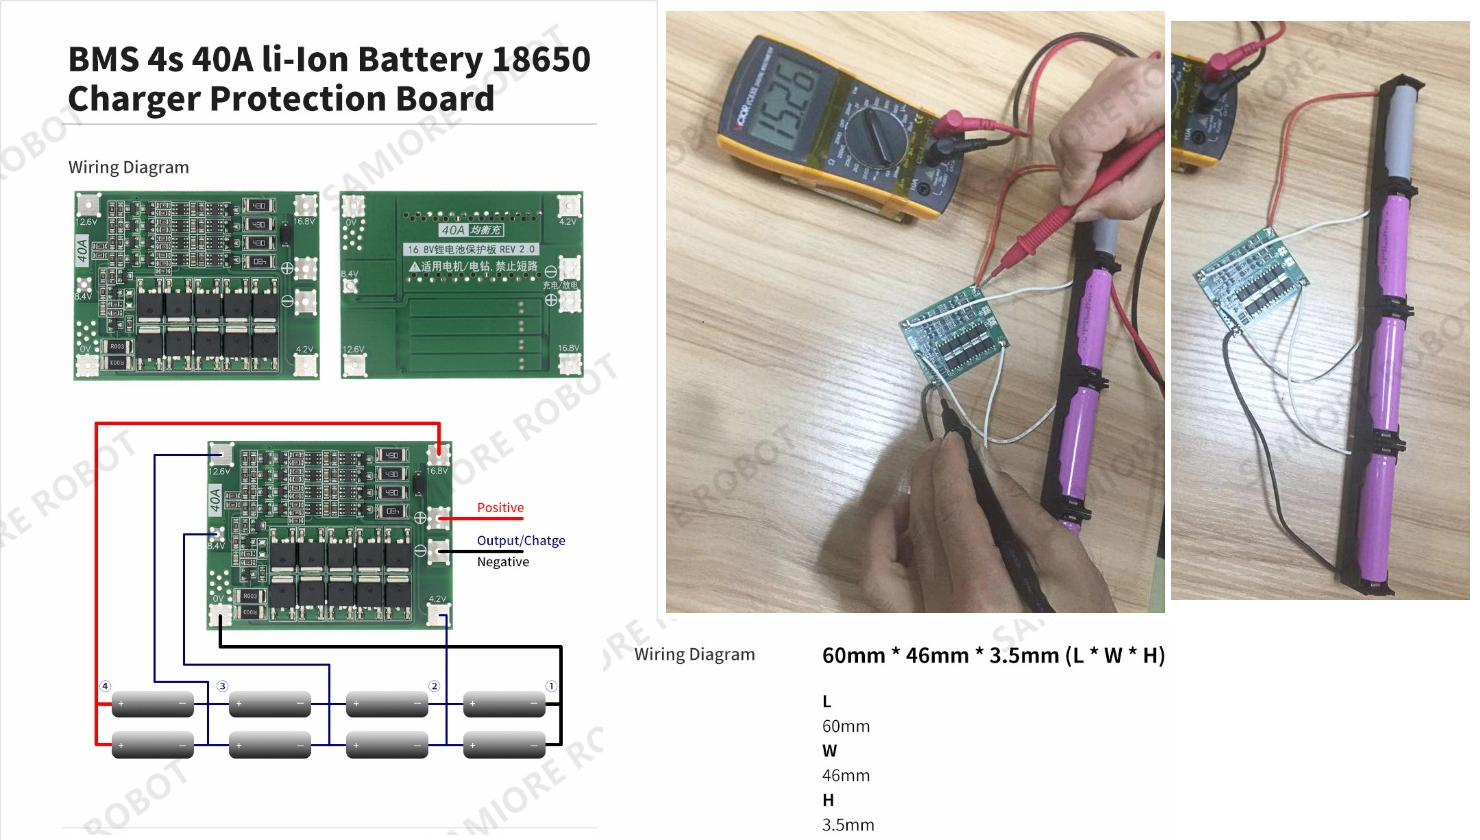 BMS 4s 40A li-Ion Battery 18650
Charger Protection Board
Wiring Diagram
12.6V
16.8V
40A
8.4V
0V
4.2V
R003
R003
0V
4.2V
40A 均衡充
16 8V锂电池保护板 REV 2.0
适用电机/电钻, 禁止短路
8.4V
充电/放电
12.6V
16.8V
12.6V
16.8V
40A
Positive
8.4V
Output/Chatge
Negative
0V
4.2V
R003
④
③
②
①
VICTOR VC830L
15.26
Wiring Diagram
60mm * 46mm * 3.5mm (L * W * H)
L
60mm
W
46mm
H
3.5mm
SAMIORE ROBOT